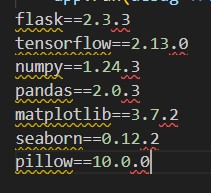 flask==2.3.3
tensorflow==2.13.0
numpy==1.24.3
pandas==2.0.3
matplotlib==3.7.2
seaborn==0.12.2
pillow==10.0.0